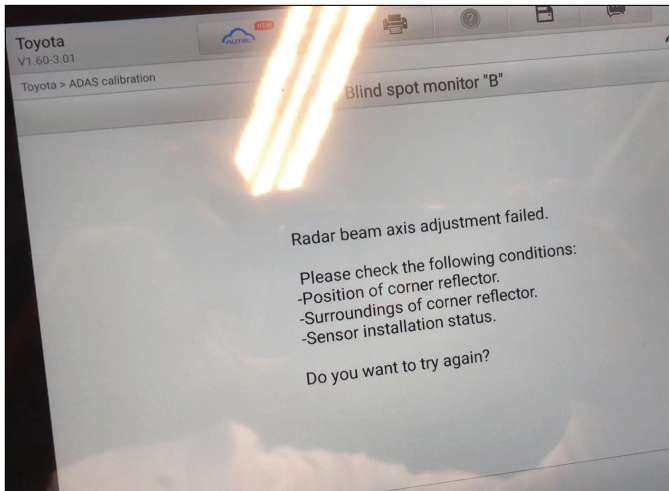 Toyota
V1.60-3.01
AUTEL
NEW
?
Toyota > ADAS calibration
Blind spot monitor "B"
Radar beam axis adjustment failed.
Please check the following conditions:
-Position of corner reflector.
-Surroundings of corner reflector.
-Sensor installation status.
Do you want to try again?